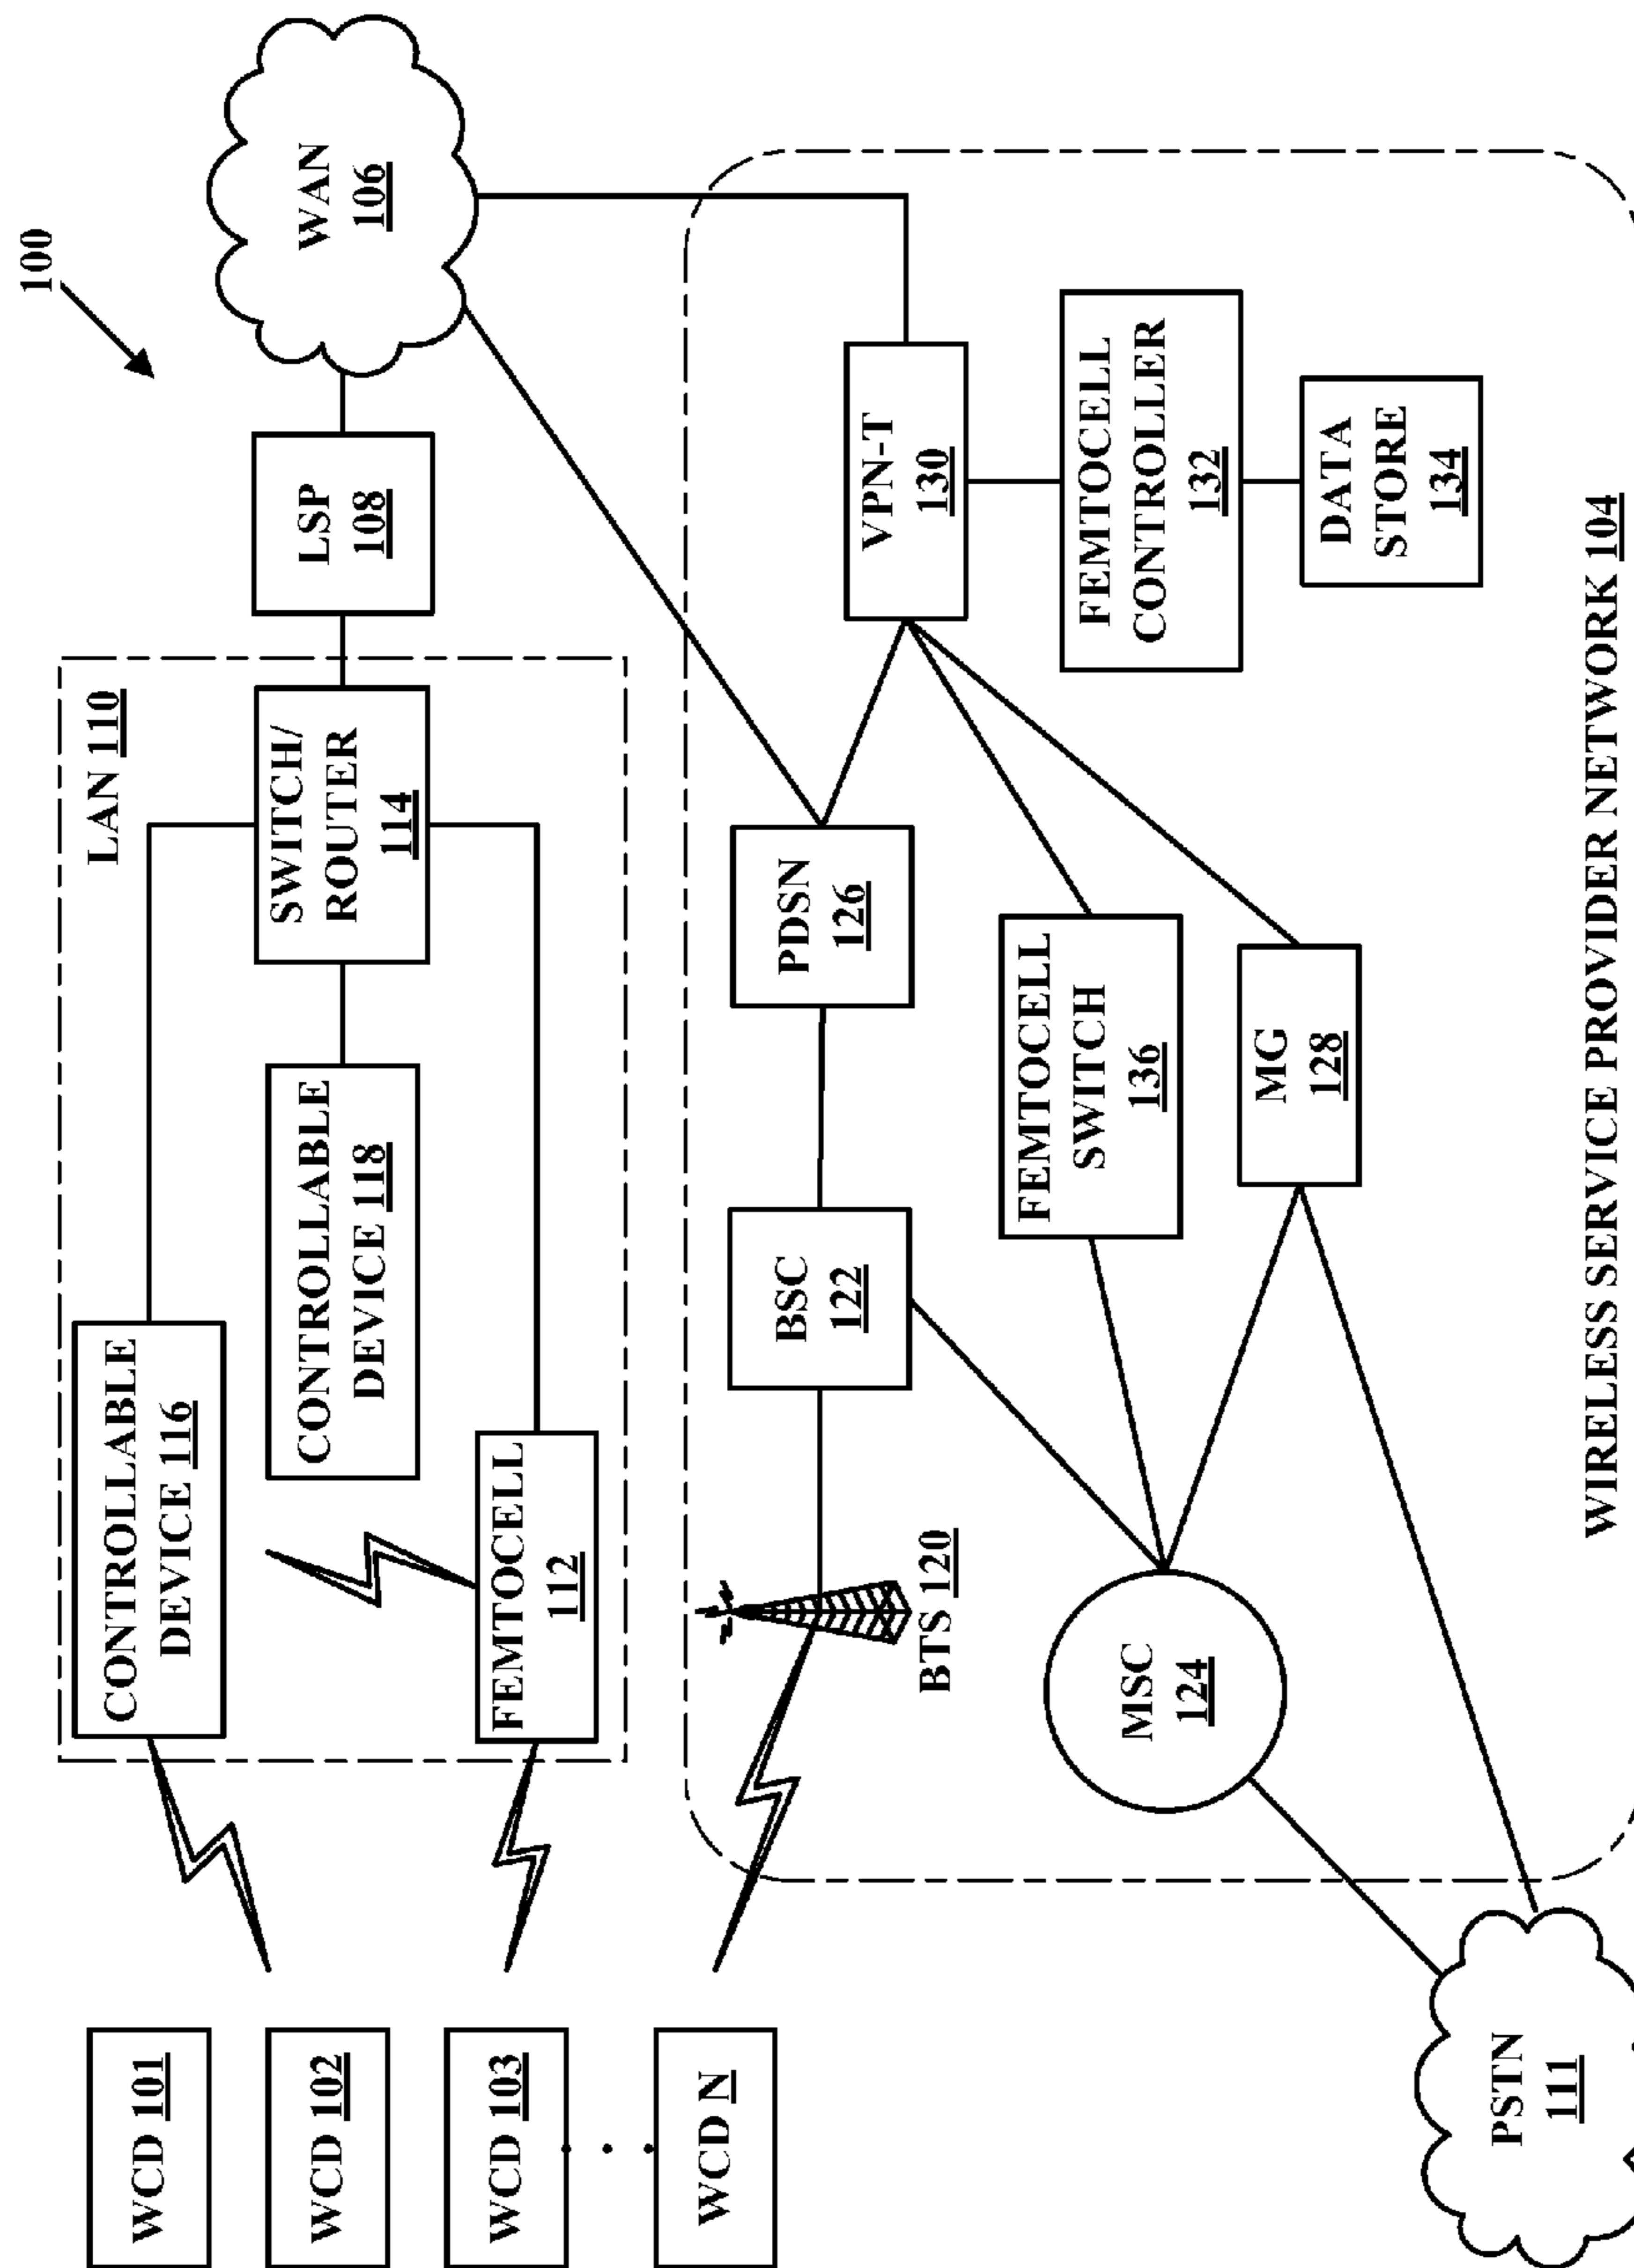 100
WCD 101
WCD 102
WCD 103
WCD N
LAN 110
CONTROLLABLE
DEVICE 116
CONTROLLABLE
DEVICE 118
FEMTOCELL
112
SWITCH/
ROUTER
114
LSP
108
WAN
106
BTS 120
BSC
122
PDSN
126
VPN-T
130
FEMTOCELL
SWITCH
136
FEMTOCELL
CONTROLLER
132
MSC
124
MG
128
DATA
STORE
134
PSTN
111
WIRELESS SERVICE PROVIDER NETWORK 104